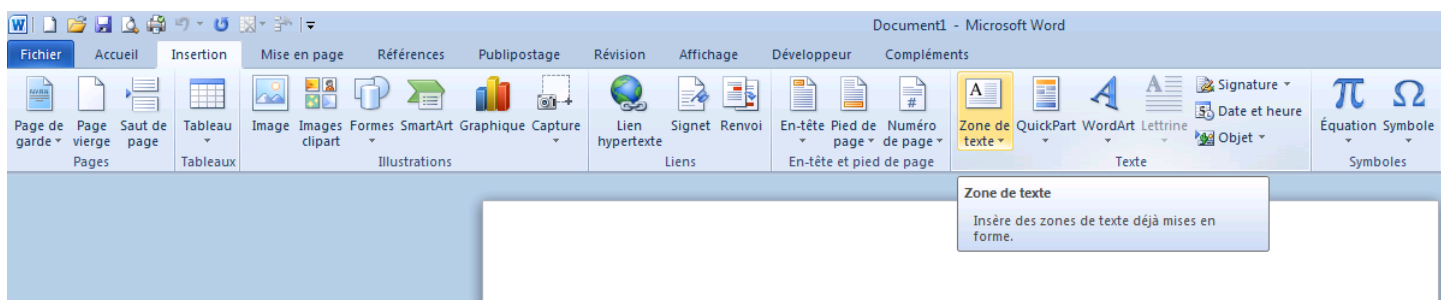 Document1 - Microsoft Word
Fichier Accueil Insertion Mise en page Références Publipostage Révision Affichage Développeur Compléments
Page de garde
Page vierge
Saut de page
Pages
Tableau
Tableaux
Image
Images clipart
Formes
SmartArt
Graphique
Capture
Illustrations
Lien hypertexte
Signet
Renvoi
Liens
En-tête
Pied de page
Numéro de page
En-tête et pied de page
Zone de texte
QuickPart
WordArt
Lettrine
Signature
Date et heure
Objet
Texte
Équation
Symbole
Symboles
Zone de texte
Insère des zones de texte déjà mises en
forme.